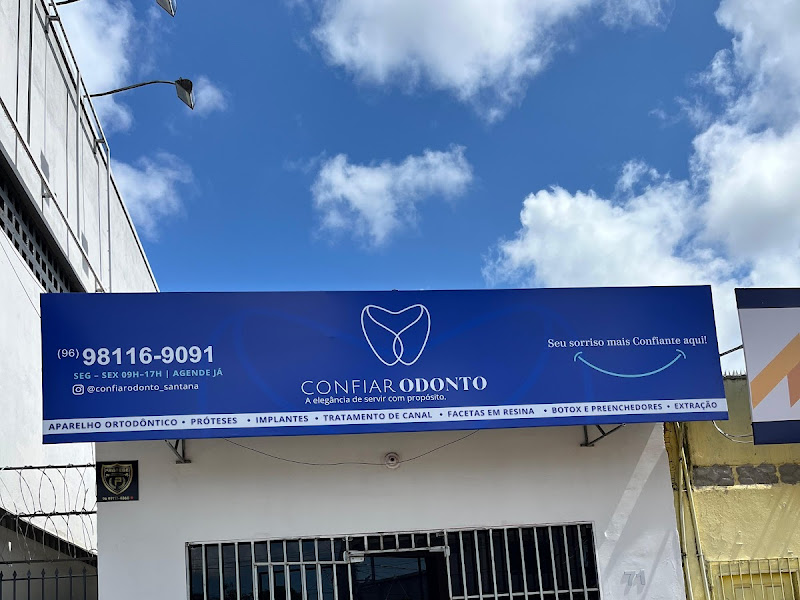 (96) 98116-9091
SEG – SEX 09H–17H | AGENDE JÁ
@confiarodonto_santana
CONFIAR ODONTO
A elegância de servir com propósito.
Seu sorriso mais Confiante aqui!
APARELHO ORTODÔNTICO • PRÓTESES • IMPLANTES • TRATAMENTO DE CANAL • FACETAS EM RESINA • BOTOX E PREENCHEDORES • EXTRAÇÃO
71